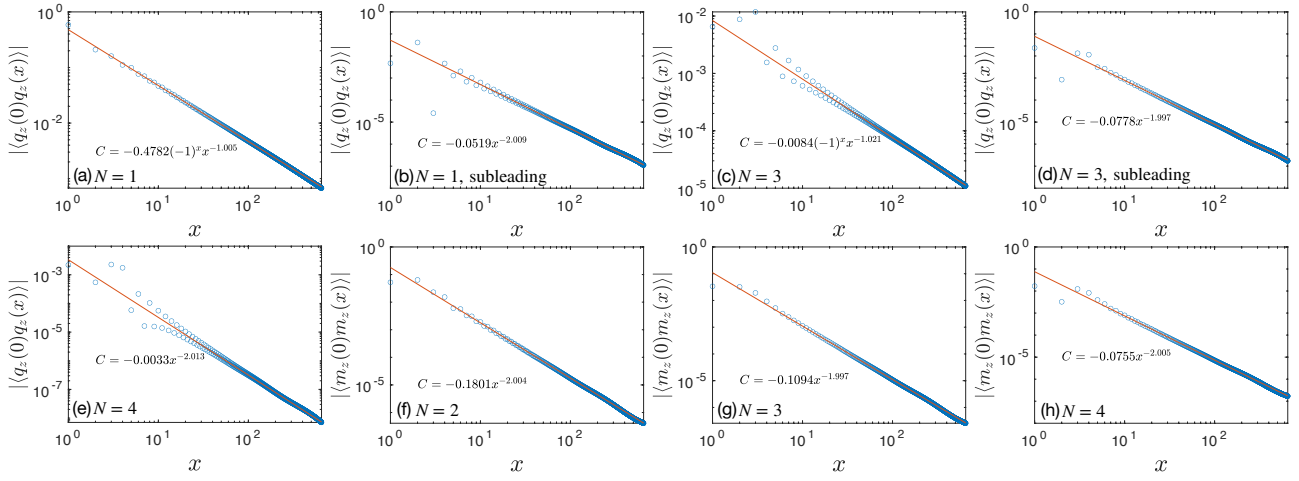 |⟨q_z(0)q_z(x)⟩|
10^0
10^-2
C = −0.4782(−1)^x x^−1.005
(a) N = 1
10^0 10^1 10^2
x
|⟨q_z(0)q_z(x)⟩|
10^0
10^-5
C = −0.0519x^−2.009
(b) N = 1, subleading
10^0 10^1 10^2
x
|⟨q_z(0)q_z(x)⟩|
10^-2
10^-3
10^-4
10^-5
C = −0.0084(−1)^x x^−1.021
(c) N = 3
10^0 10^1 10^2
x
|⟨q_z(0)q_z(x)⟩|
10^0
10^-5
C = −0.0778x^−1.997
(d) N = 3, subleading
10^0 10^1 10^2
x
|⟨q_z(0)q_z(x)⟩|
10^-3
10^-5
10^-7
C = −0.0033x^−2.013
(e) N = 4
10^0 10^1 10^2
x
|⟨m_z(0)m_z(x)⟩|
10^0
10^-5
C = −0.1801x^−2.004
(f) N = 2
10^0 10^1 10^2
x
|⟨m_z(0)m_z(x)⟩|
10^0
10^-5
C = −0.1094x^−1.997
(g) N = 3
10^0 10^1 10^2
x
|⟨m_z(0)m_z(x)⟩|
10^0
10^-5
C = −0.0755x^−2.005
(h) N = 4
10^0 10^1 10^2
x